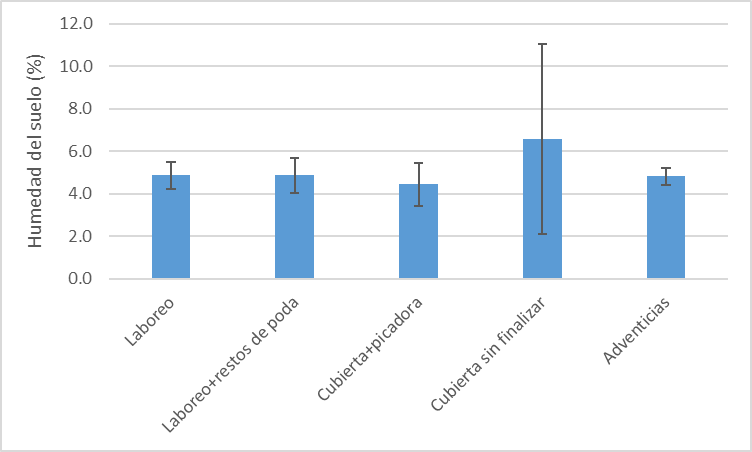 12.0
10.0
8.0
6.0
4.0
2.0
0.0
Humedad del suelo (%)
Laboreo
Laboreo+restos de poda
Cubierta+picadora
Cubierta sin finalizar
Adventicias